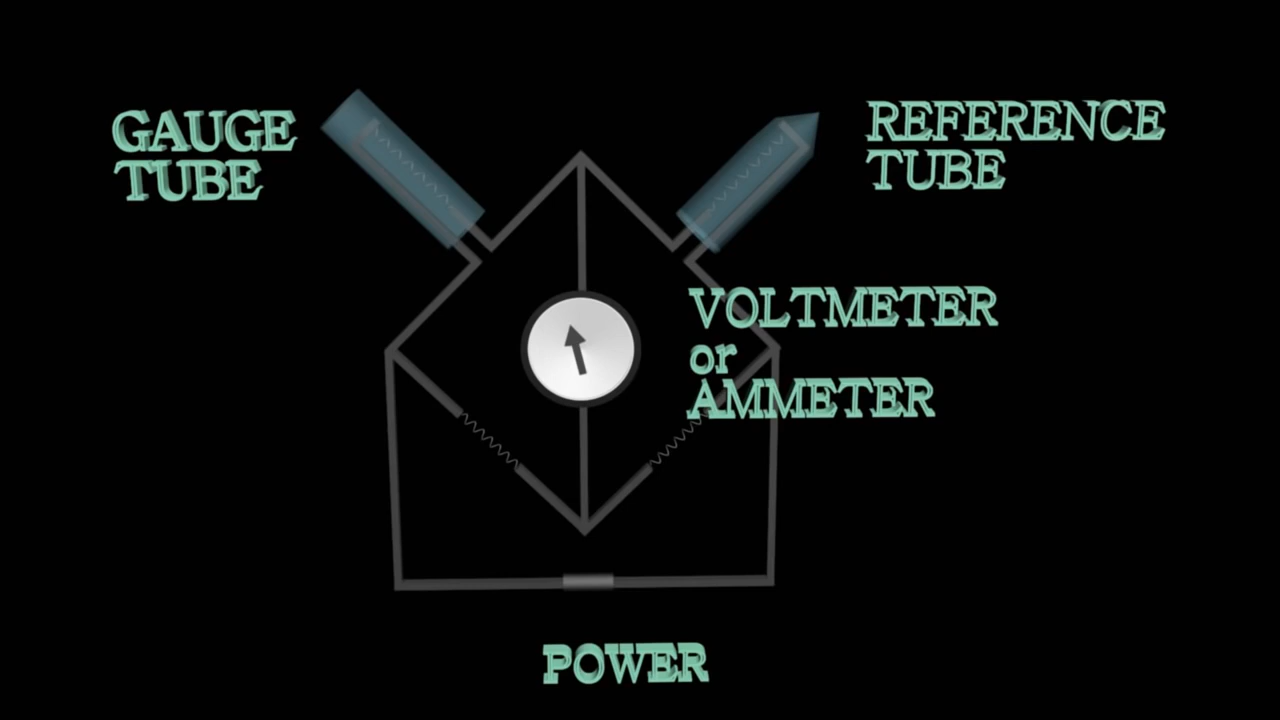 GAUGE
TUBE
REFERENCE
TUBE
VOLTMETER
or
AMMETER
POWER